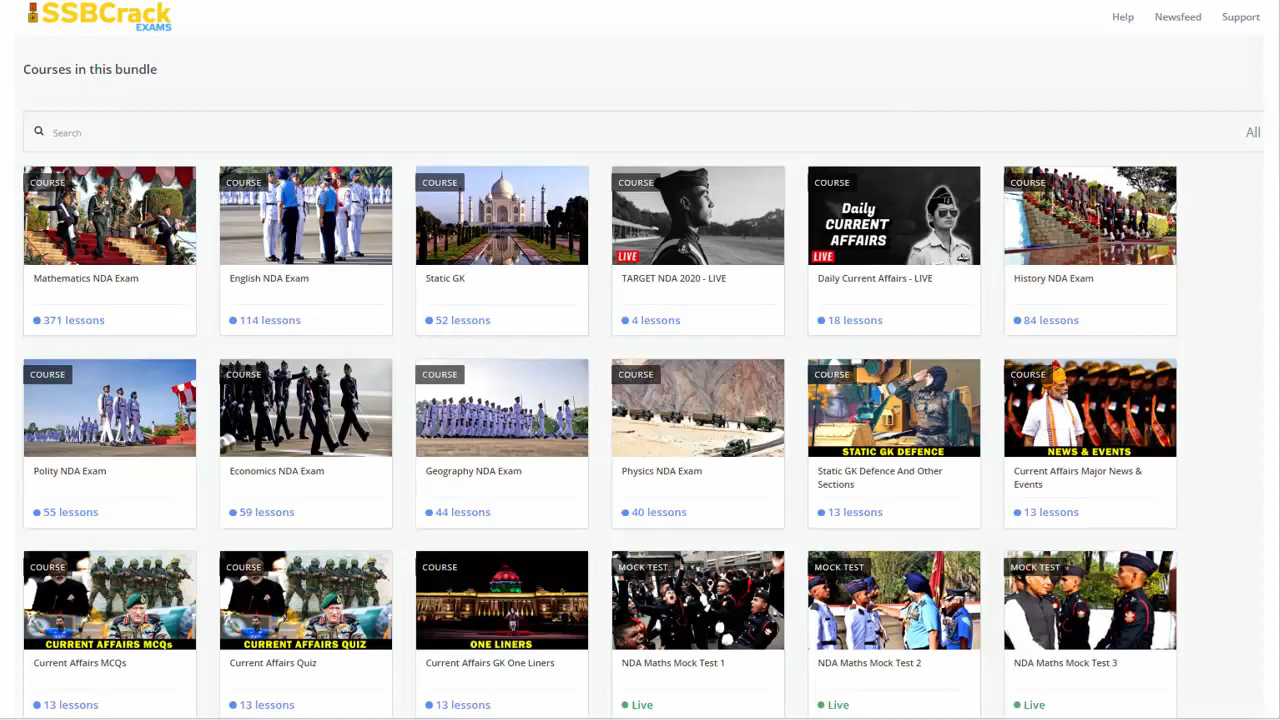 SSBCrack
EXAMS
Help Newsfeed Support
Courses in this bundle
Search
All
COURSE COURSE COURSE COURSE COURSE COURSE
Daily
CURRENT
AFFAIRS
LIVE LIVE
Mathematics NDA Exam English NDA Exam Static GK TARGET NDA 2020 - LIVE Daily Current Affairs - LIVE History NDA Exam
371 lessons 114 lessons 52 lessons 4 lessons 18 lessons 84 lessons
COURSE COURSE COURSE COURSE COURSE COURSE
STATIC GK DEFENCE NEWS & EVENTS
Polity NDA Exam Economics NDA Exam Geography NDA Exam Physics NDA Exam Static GK Defence And Other Current Affairs Major News &
Sections Events
55 lessons 59 lessons 44 lessons 40 lessons 13 lessons 13 lessons
COURSE COURSE COURSE MOCK TEST MOCK TEST MOCK TEST
CURRENT AFFAIRS MCQs CURRENT AFFAIRS QUIZ ONE LINERS
Current Affairs MCQs Current Affairs Quiz Current Affairs GK One Liners NDA Maths Mock Test 1 NDA Maths Mock Test 2 NDA Maths Mock Test 3
13 lessons 13 lessons 13 lessons Live Live Live